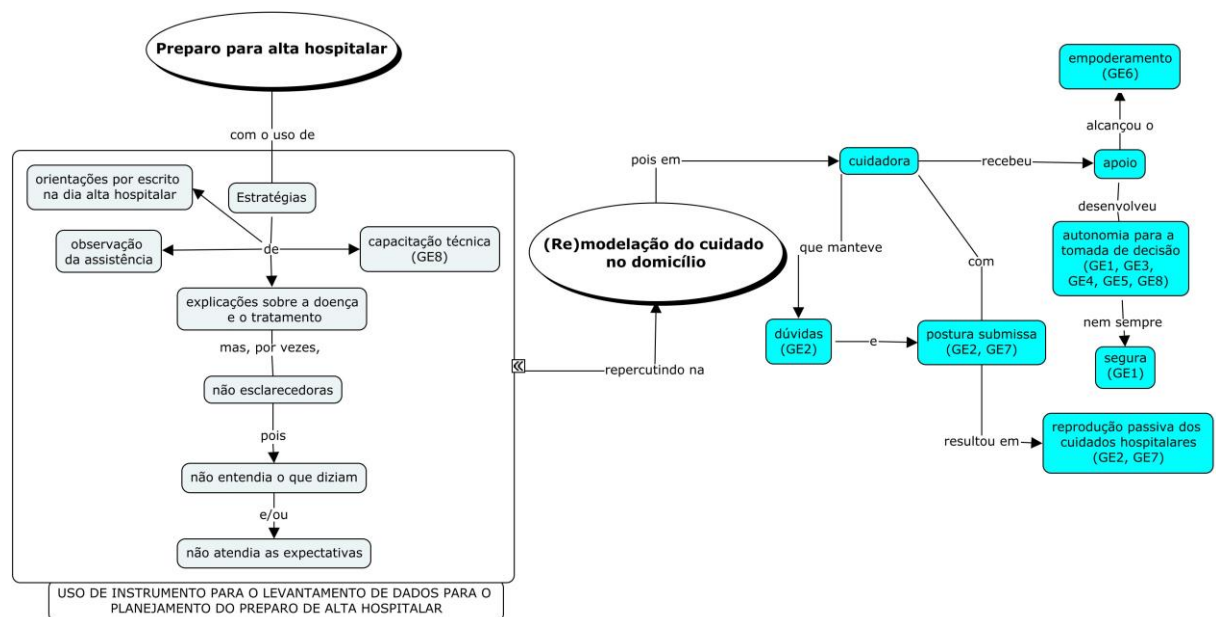 Preparo para alta hospitalar
com o uso de
orientações por escrito
na dia alta hospitalar
Estratégias
observação
da assistência
de
capacitação técnica
(GE8)
explicações sobre a doença
e o tratamento
mas, por vezes,
não esclarecedoras
pois
não entendia o que diziam
e/ou
não atendia as expectativas
USO DE INSTRUMENTO PARA O LEVANTAMENTO DE DADOS PARA O
PLANEJAMENTO DO PREPARO DE ALTA HOSPITALAR
repercutindo na
(Re)modelação do cuidado
no domicílio
pois em
cuidadora
recebeu
apoio
alcançou o
empoderamento
(GE6)
desenvolveu
autonomia para a
tomada de decisão
(GE1, GE3,
GE4, GE5, GE8)
nem sempre
segura
(GE1)
que manteve
dúvidas
(GE2)
e
com
postura submissa
(GE2, GE7)
resultou em
reprodução passiva dos
cuidados hospitalares
(GE2, GE7)